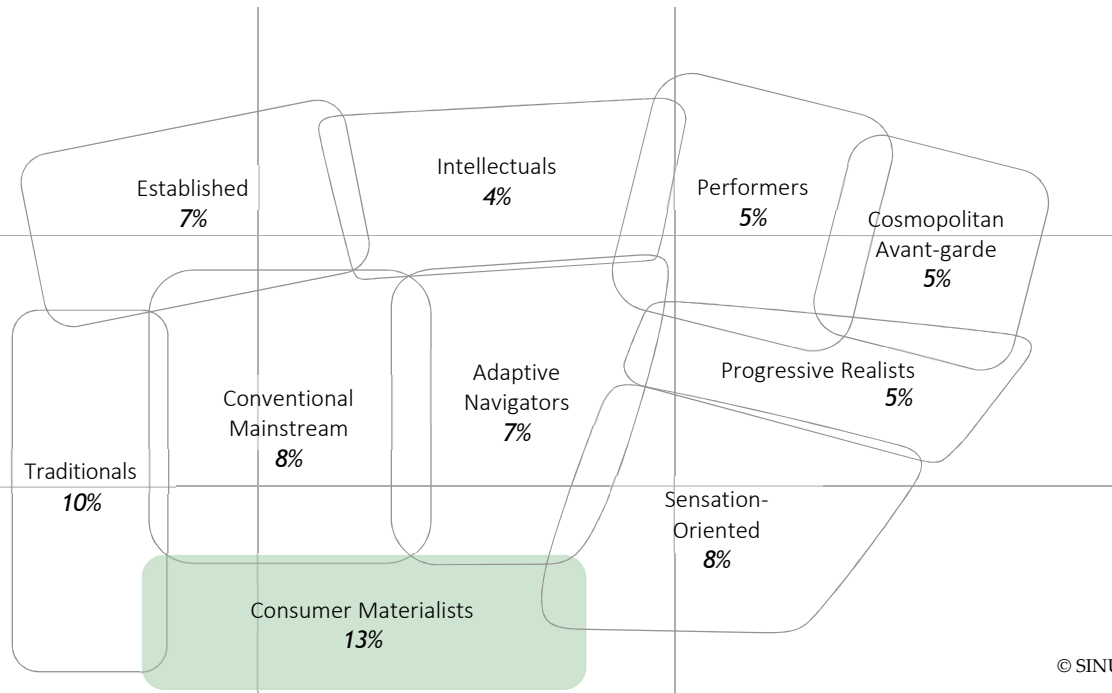 Established
7%
Intellectuals
4%
Performers
5%
Cosmopolitan
Avant-garde
5%
Adaptive
Navigators
7%
Progressive Realists
5%
Conventional
Mainstream
8%
Traditionals
10%
Sensation-
Oriented
8%
Consumer Materialists
13%
© SINU